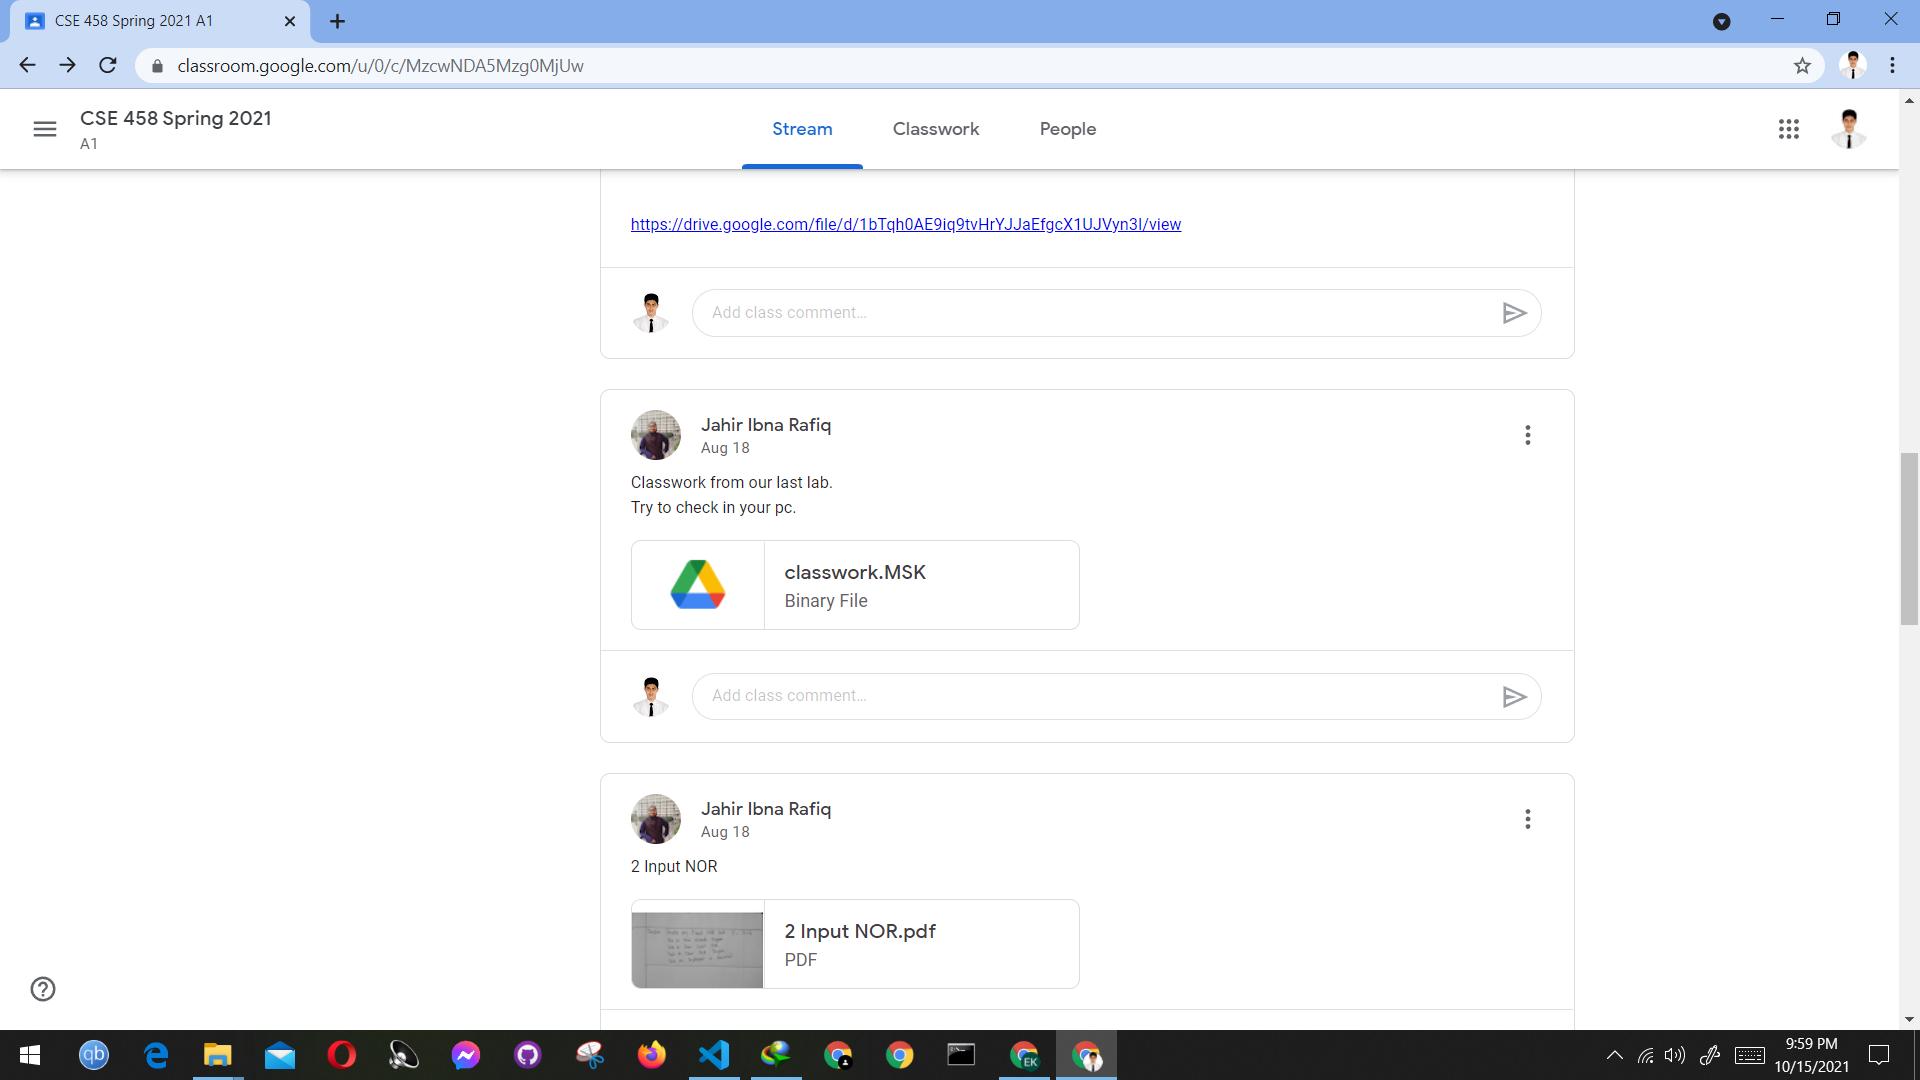 CSE 458 Spring 2021 A1
classroom.google.com/u/0/c/MzcwNDA5Mzg0MjUw
CSE 458 Spring 2021
A1
Stream
Classwork
People
https://drive.google.com/file/d/1bTqh0AE9iq9tvHrYJJaEfgcX1UJVyn3I/view
Add class comment…
Jahir Ibna Rafiq
Aug 18
Classwork from our last lab.
Try to check in your pc.
classwork.MSK
Binary File
Add class comment…
Jahir Ibna Rafiq
Aug 18
2 Input NOR
2 Input NOR.pdf
PDF
qb
EK
9:59 PM
10/15/2021